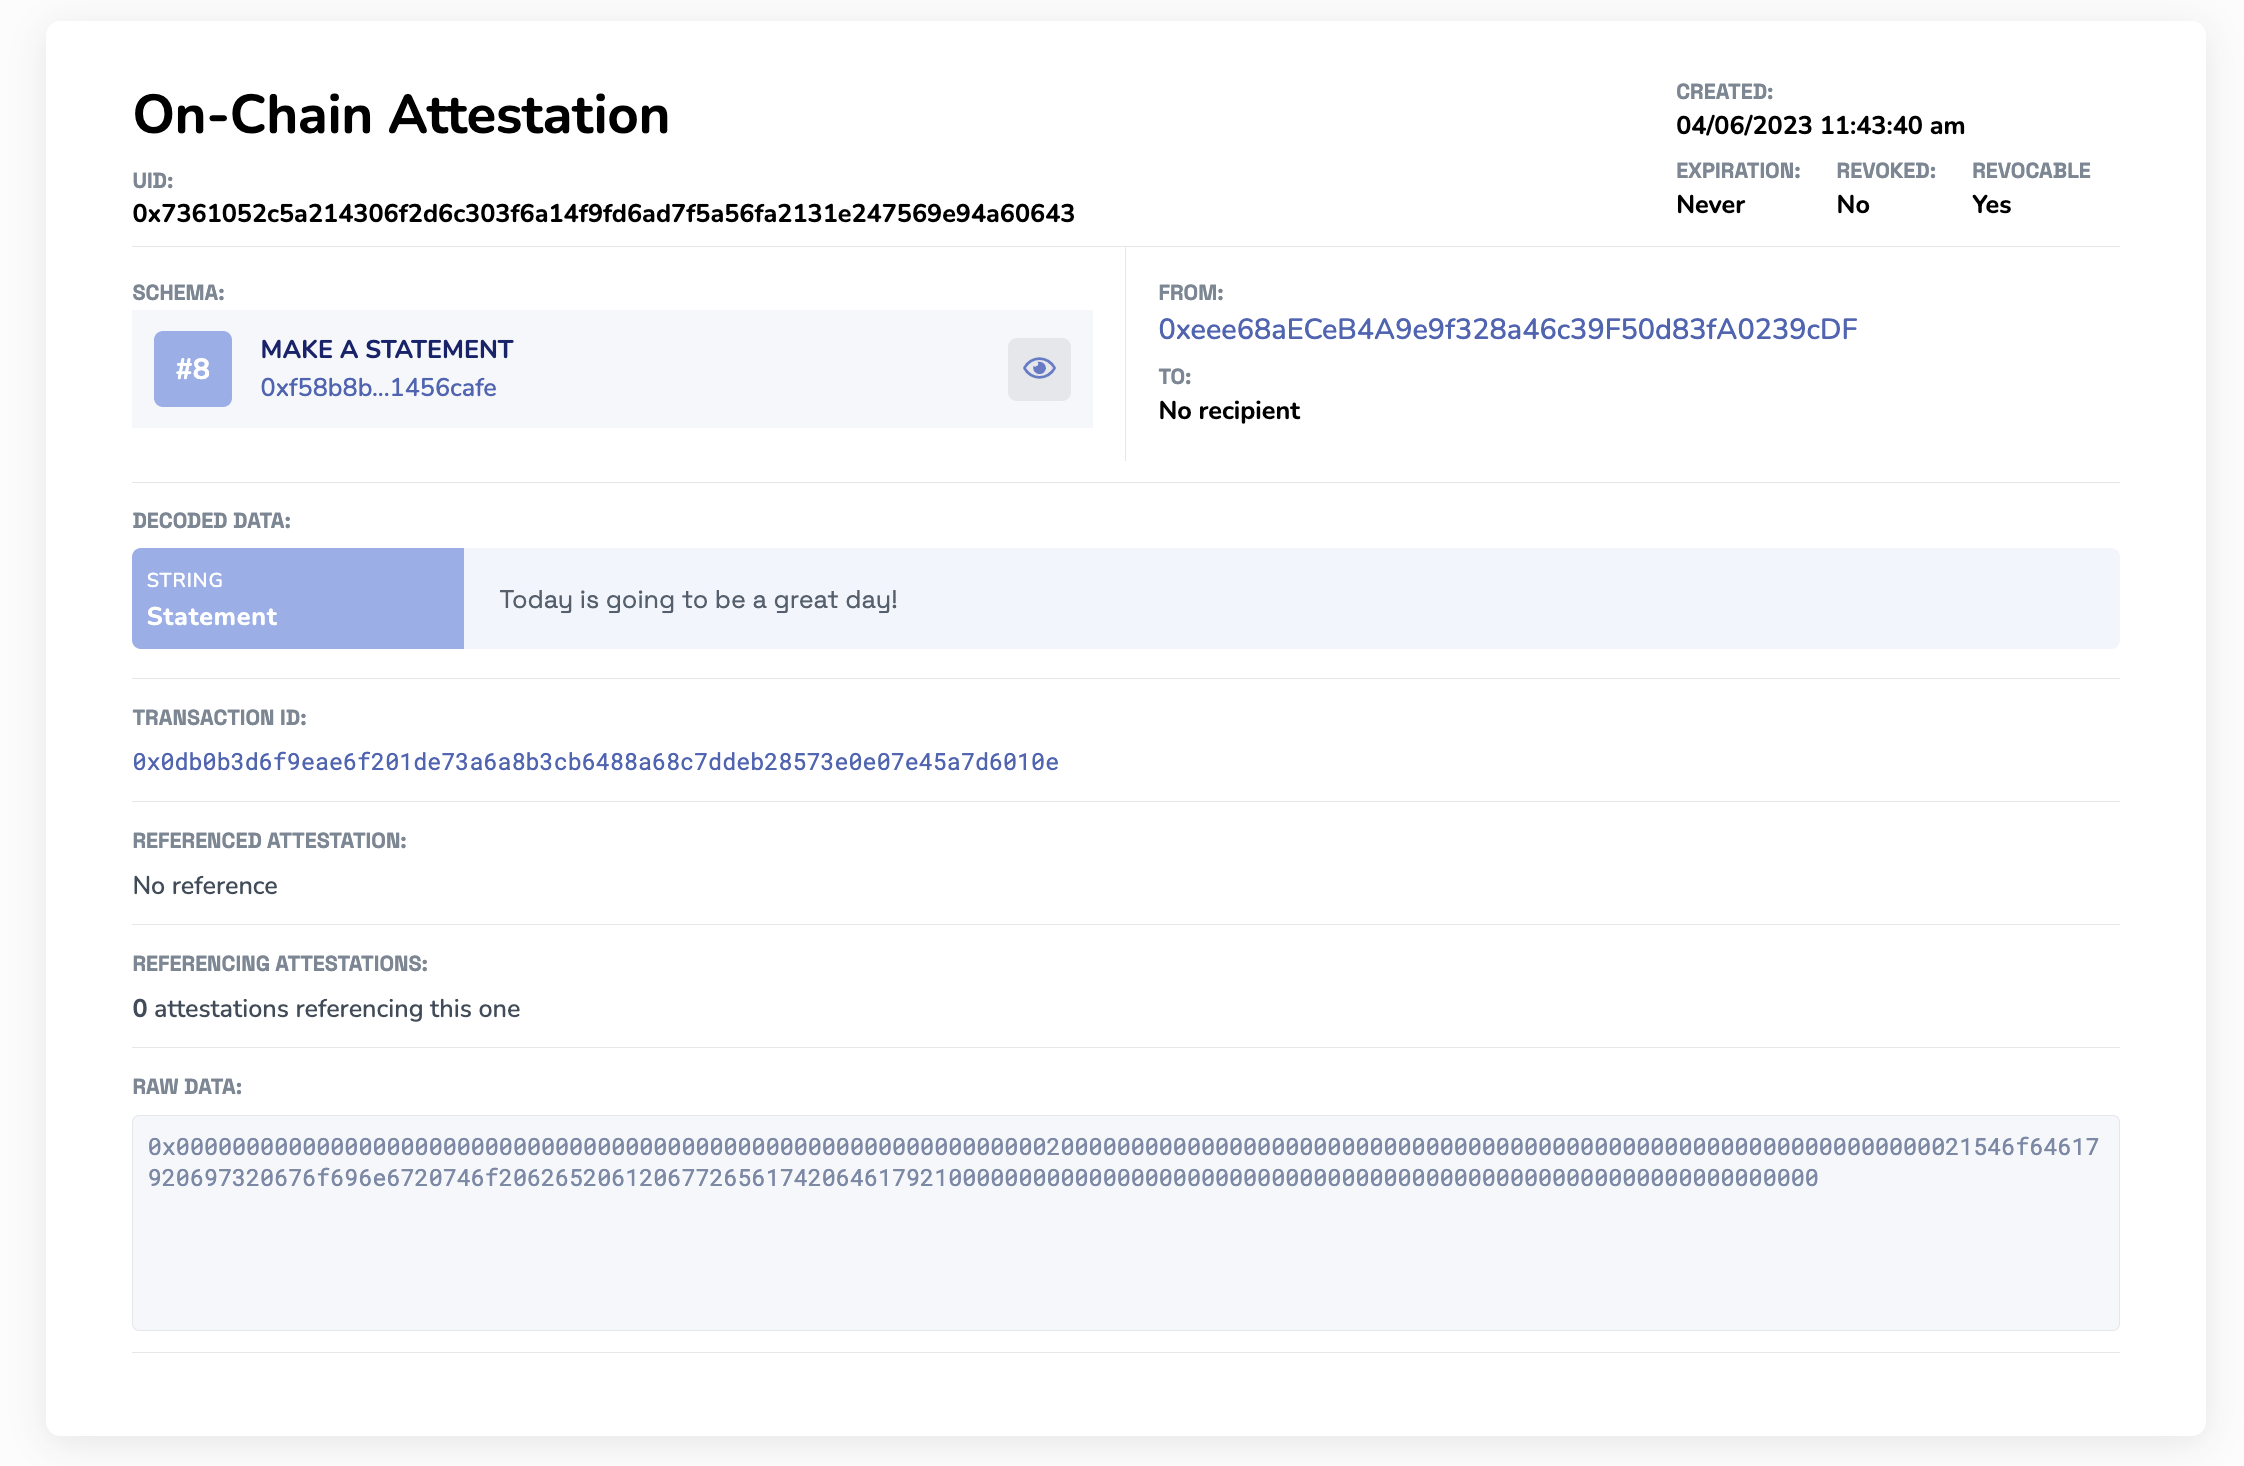 On-Chain Attestation
CREATED:
04/06/2023 11:43:40 am
UID:
0x7361052c5a214306f2d6c303f6a14f9fd6ad7f5a56fa2131e247569e94a60643
EXPIRATION: REVOKED: REVOCABLE
Never No Yes
SCHEMA:
#8
MAKE A STATEMENT
0xf58b8b...1456cafe
FROM:
0xeee68aECeB4A9e9f328a46c39F50d83fA0239cDF
TO:
No recipient
DECODED DATA:
STRING
Statement
Today is going to be a great day!
TRANSACTION ID:
0x0db0b3d6f9eae6f201de73a6a8b3cb6488a68c7ddeb28573e0e07e45a7d6010e
REFERENCED ATTESTATION:
No reference
REFERENCING ATTESTATIONS:
0 attestations referencing this one
RAW DATA:
0x00000000000000000000000000000000000000000000000000000000000000200000000000000000000000000000000000000000000000000000000000000021546f64617
920697320676f696e6720746f2062652061206772656174206461792100000000000000000000000000000000000000000000000000000000000000